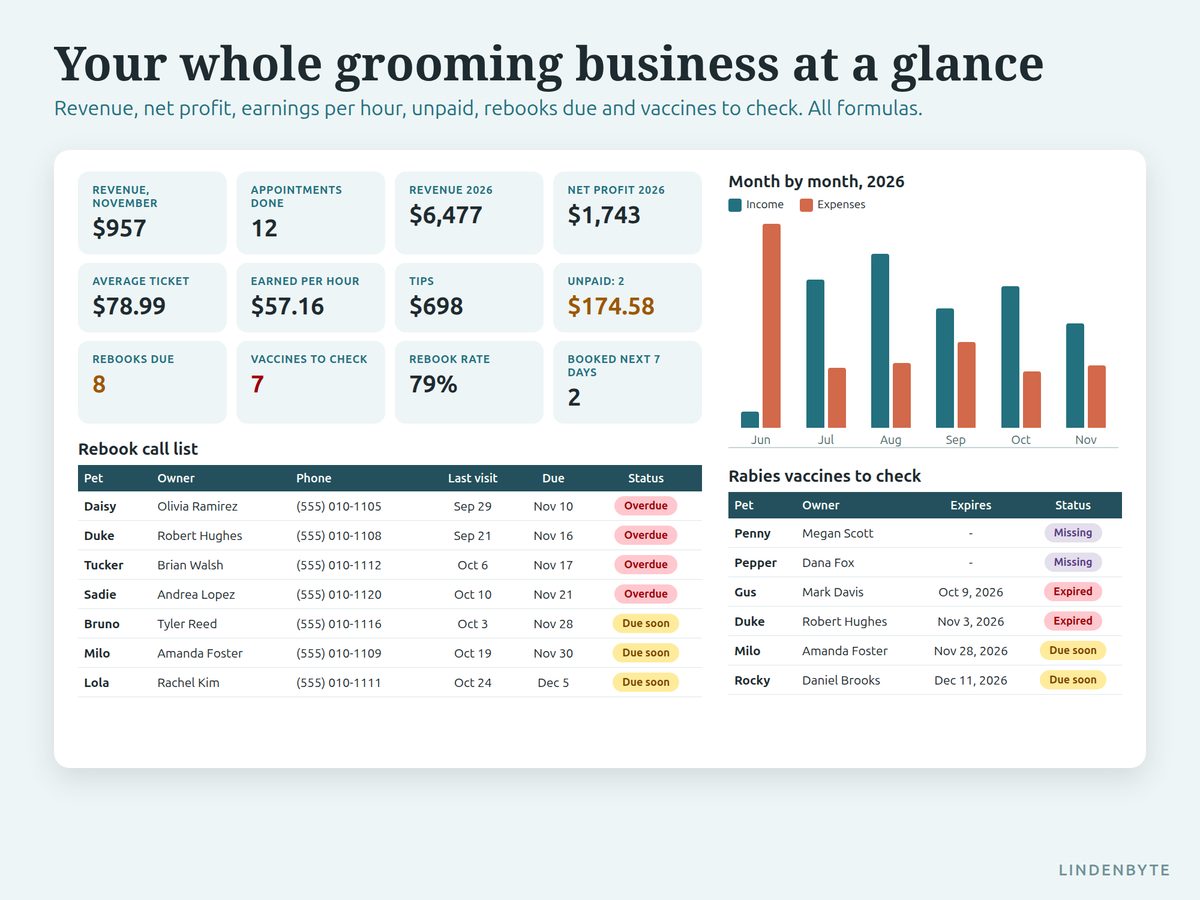 Your whole grooming business at a glance
Revenue, net profit, earnings per hour, unpaid, rebooks due and vaccines to check. All formulas.
REVENUE,
NOVEMBER
$957
APPOINTMENTS
DONE
12
REVENUE 2026
$6,477
NET PROFIT 2026
$1,743
AVERAGE TICKET
$78.99
EARNED PER HOUR
$57.16
TIPS
$698
UNPAID: 2
$174.58
REBOOKS DUE
8
VACCINES TO CHECK
7
REBOOK RATE
79%
BOOKED NEXT 7
DAYS
2
Rebook call list
Pet Owner Phone Last visit Due Status
Daisy Olivia Ramirez (555) 010-1105 Sep 29 Nov 10 Overdue
Duke Robert Hughes (555) 010-1108 Sep 21 Nov 16 Overdue
Tucker Brian Walsh (555) 010-1112 Oct 6 Nov 17 Overdue
Sadie Andrea Lopez (555) 010-1120 Oct 10 Nov 21 Overdue
Bruno Tyler Reed (555) 010-1116 Oct 3 Nov 28 Due soon
Milo Amanda Foster (555) 010-1109 Oct 19 Nov 30 Due soon
Lola Rachel Kim (555) 010-1111 Oct 24 Dec 5 Due soon
Month by month, 2026
Income Expenses
Jun Jul Aug Sep Oct Nov
Rabies vaccines to check
Pet Owner Expires Status
Penny Megan Scott - Missing
Pepper Dana Fox - Missing
Gus Mark Davis Oct 9, 2026 Expired
Duke Robert Hughes Nov 3, 2026 Expired
Milo Amanda Foster Nov 28, 2026 Due soon
Rocky Daniel Brooks Dec 11, 2026 Due soon
LINDENBYTE